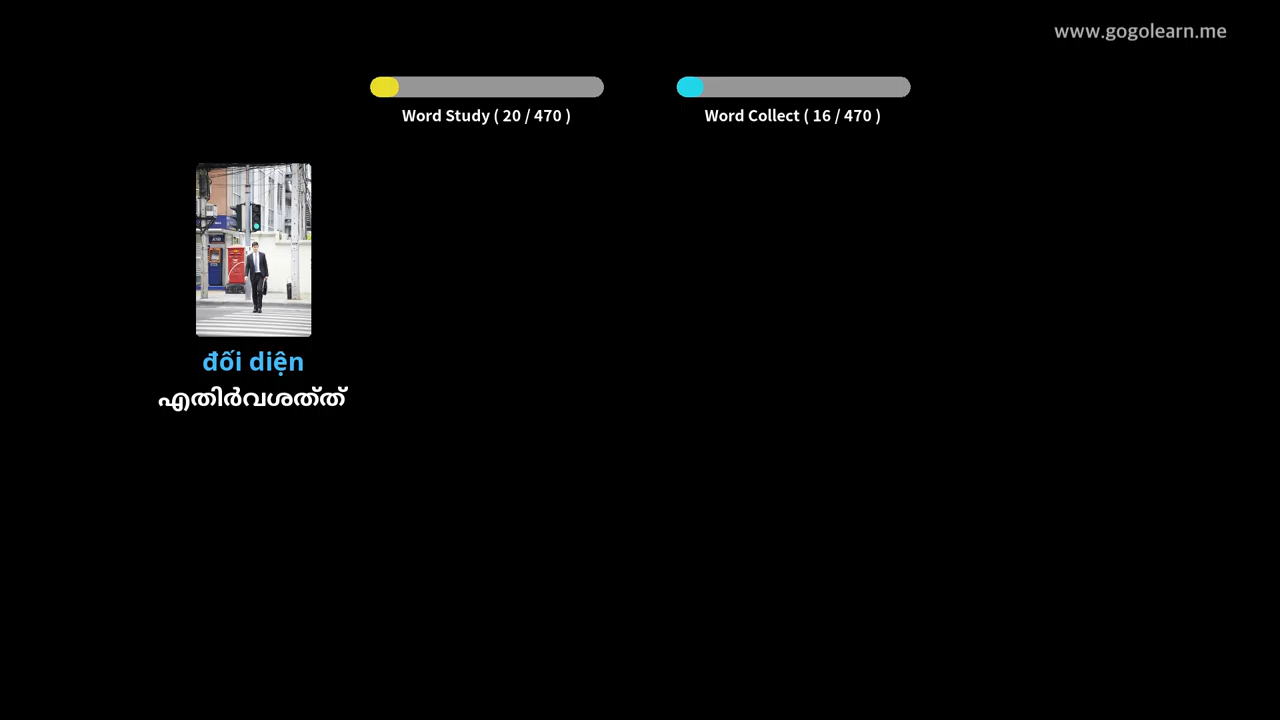 www.gogolearn.me
Word Study ( 20 / 470 )
Word Collect ( 16 / 470 )
đối diện
എതിർവശത്ത്